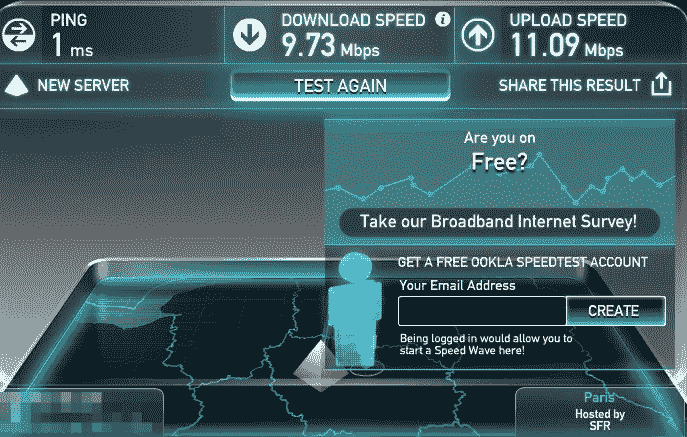 PING
1 ms
DOWNLOAD SPEED
9.73 Mbps
UPLOAD SPEED
11.09 Mbps
NEW SERVER
TEST AGAIN
SHARE THIS RESULT
Are you on
Free?
Take our Broadband Internet Survey!
GET A FREE OOKLA SPEEDTEST ACCOUNT
Your Email Address
CREATE
Being logged in would allow you to
start a Speed Wave here!
Paris
Hosted by
SFR